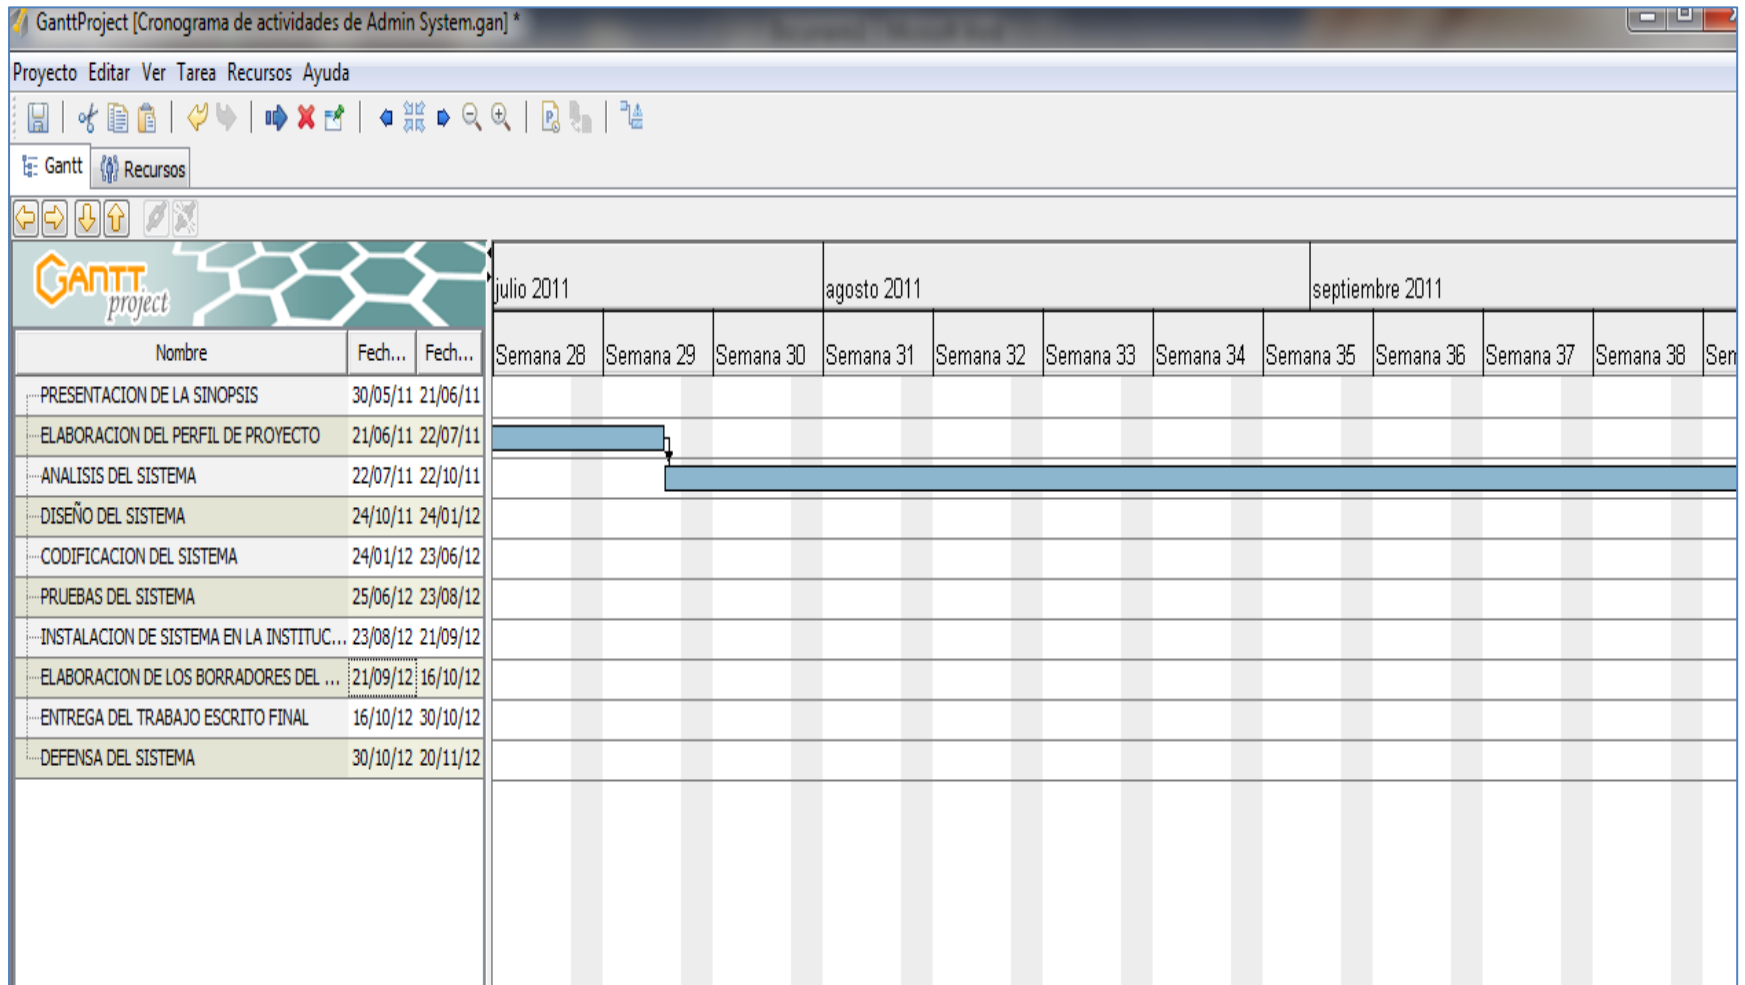 GanttProject [Cronograma de actividades de Admin System.gan] *
Proyecto Editar Ver Tarea Recursos Ayuda
Gantt Recursos
GANTT project
julio 2011 agosto 2011 septiembre 2011
Nombre Fech... Fech... Semana 28 Semana 29 Semana 30 Semana 31 Semana 32 Semana 33 Semana 34 Semana 35 Semana 36 Semana 37 Semana 38 Sem
PRESENTACION DE LA SINOPSIS 30/05/11 21/06/11
ELABORACION DEL PERFIL DE PROYECTO 21/06/11 22/07/11
ANALISIS DEL SISTEMA 22/07/11 22/10/11
DISEÑO DEL SISTEMA 24/10/11 24/01/12
CODIFICACION DEL SISTEMA 24/01/12 23/06/12
PRUEBAS DEL SISTEMA 25/06/12 23/08/12
INSTALACION DE SISTEMA EN LA INSTITUC... 23/08/12 21/09/12
ELABORACION DE LOS BORRADORES DEL ... 21/09/12 16/10/12
ENTREGA DEL TRABAJO ESCRITO FINAL 16/10/12 30/10/12
DEFENSA DEL SISTEMA 30/10/12 20/11/12